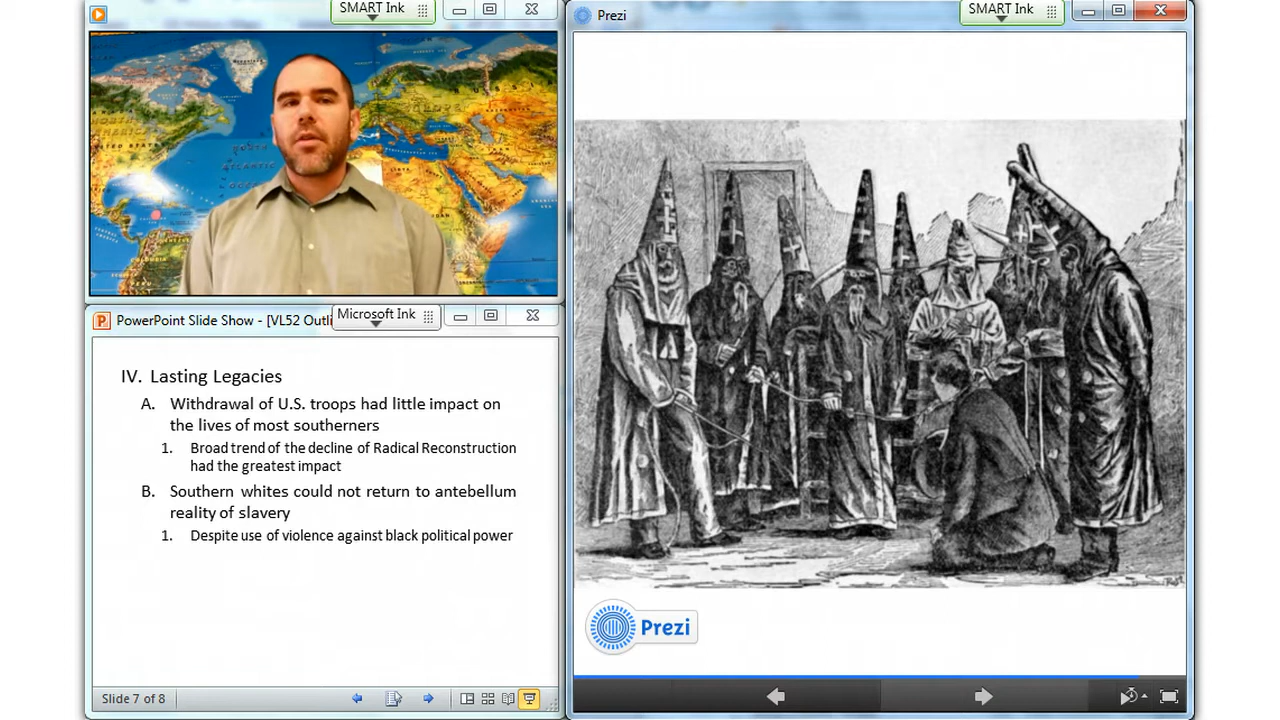 SMART Ink
Prezi
SMART Ink
PowerPoint Slide Show - [VL52 Outli
Microsoft Ink
IV. Lasting Legacies
A. Withdrawal of U.S. troops had little impact on
the lives of most southerners
1. Broad trend of the decline of Radical Reconstruction
had the greatest impact
B. Southern whites could not return to antebellum
reality of slavery
1. Despite use of violence against black political power
Slide 7 of 8
Prezi